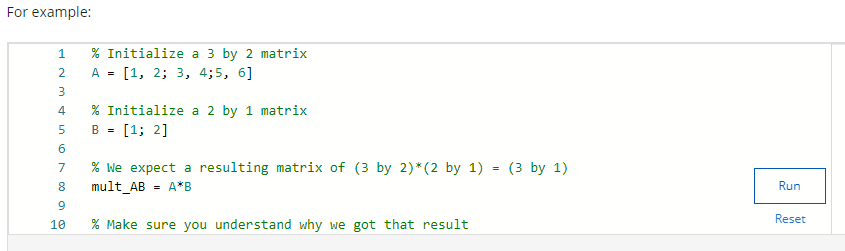 For example:
1 % Initialize a 3 by 2 matrix
2 A = [1, 2; 3, 4;5, 6]
3
4 % Initialize a 2 by 1 matrix
5 B = [1; 2]
6
7 % We expect a resulting matrix of (3 by 2)*(2 by 1) = (3 by 1)
8 mult_AB = A*B
9
10 % Make sure you understand why we got that result
Run
Reset